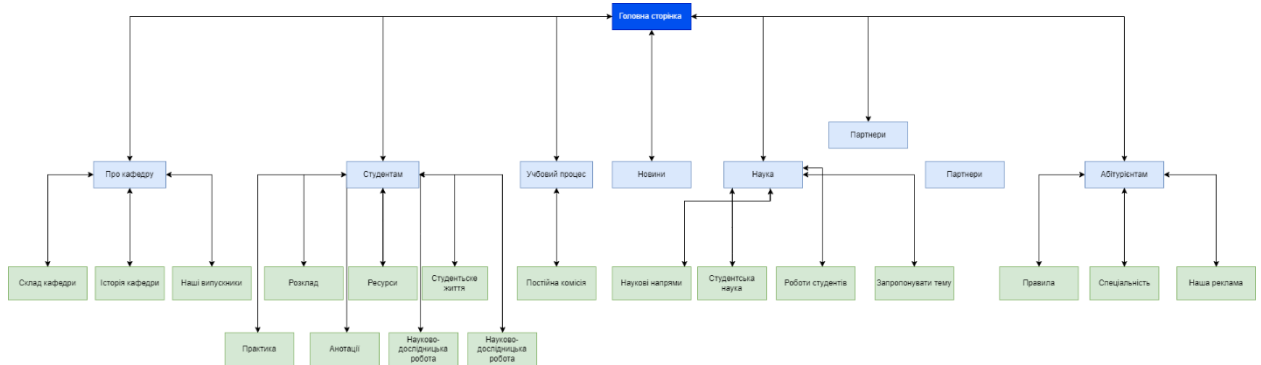 Головна сторінка
Партнери
Про кафедру
Студентам
Учбовий процес
Новини
Наука
Партнери
Абітурієнтам
Склад кафедри
Історія кафедри
Наші випускники
Розклад
Ресурси
Студентьске
життя
Постійна комісія
Наукові напрями
Студентська
наука
Роботи студентів
Запропонувати тему
Правила
Спеціальність
Наша реклама
Практика
Анотації
Науково-
дослідницька
робота
Науково-
дослідницька
робота